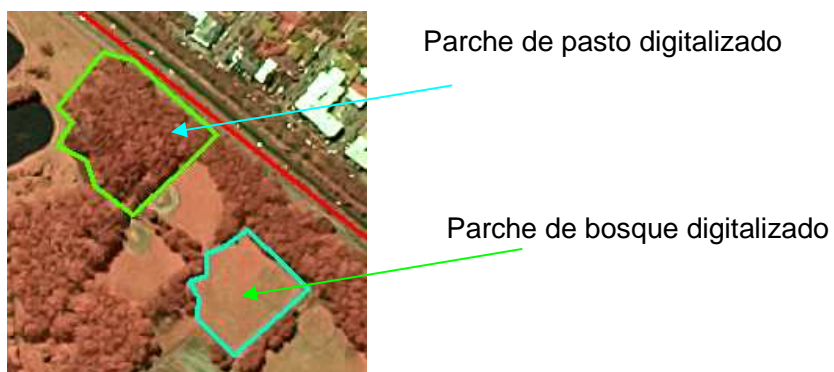 Parche de pasto digitalizado
Parche de bosque digitalizado